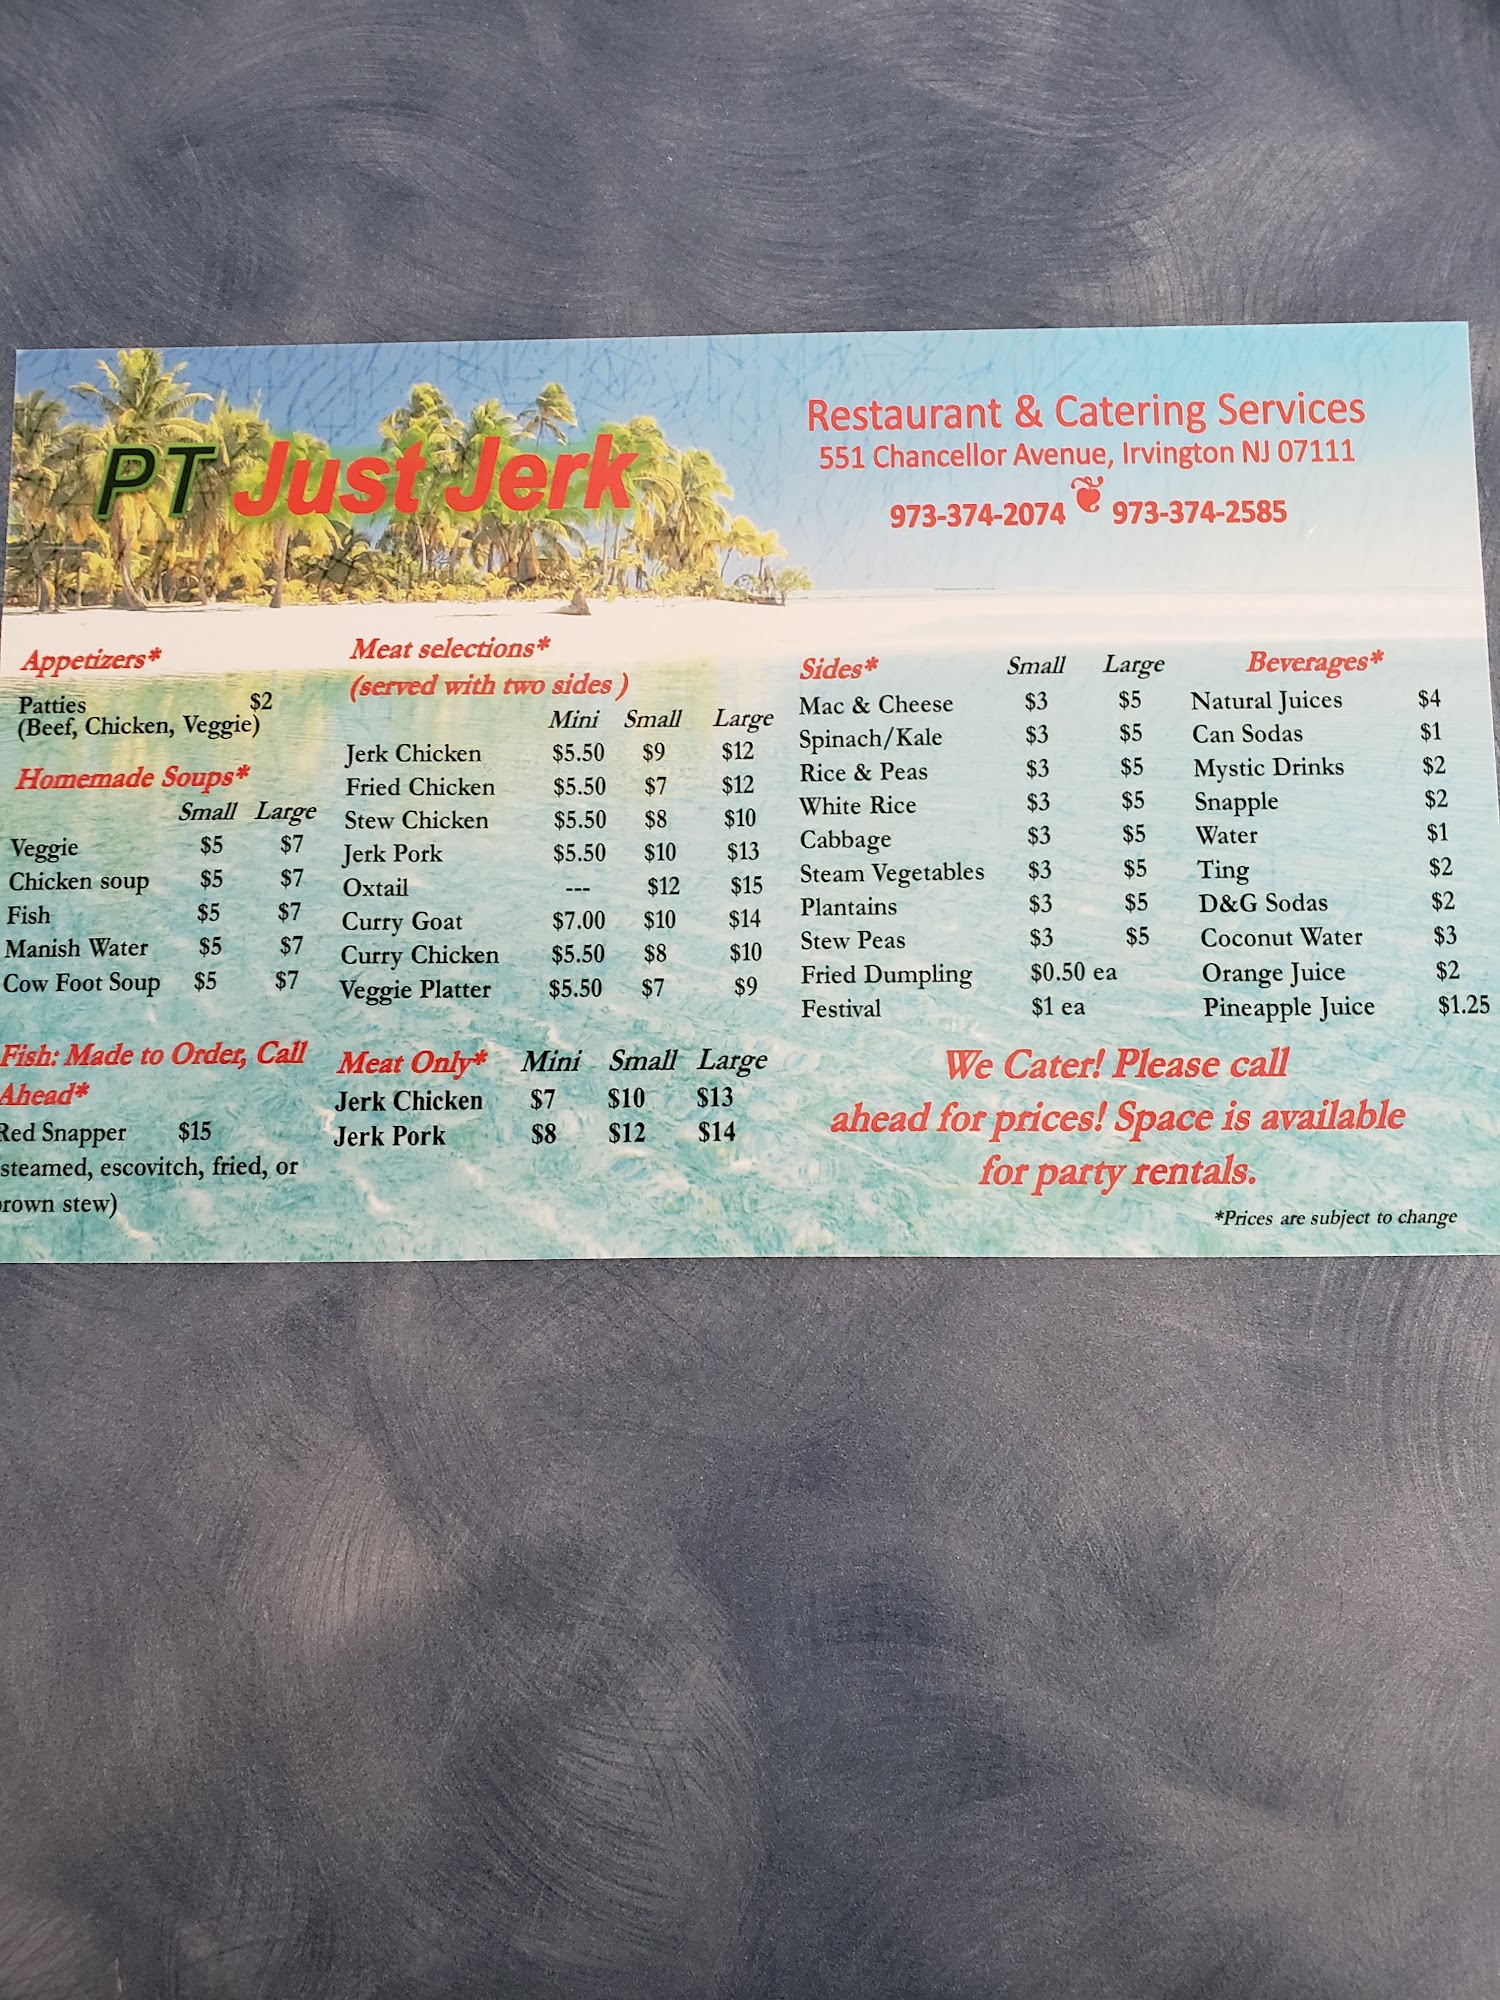 PT Just Jerk
Restaurant & Catering Services
551 Chancellor Avenue, Irvington NJ 07111
973-374-2074 973-374-2585
Appetizers*
Patties $2
(Beef, Chicken, Veggie)
Homemade Soups*
Small Large
Veggie $5 $7
Chicken soup $5 $7
Fish $5 $7
Manish Water $5 $7
Cow Foot Soup $5 $7
Fish: Made to Order, Call
Ahead*
Red Snapper $15
steamed, escovitch, fried, or
rown stew)
Meat selections*
(served with two sides )
Mini Small Large
Jerk Chicken $5.50 $9 $12
Fried Chicken $5.50 $7 $12
Stew Chicken $5.50 $8 $10
Jerk Pork $5.50 $10 $13
Oxtail --- $12 $15
Curry Goat $7.00 $10 $14
Curry Chicken $5.50 $8 $10
Veggie Platter $5.50 $7 $9
Meat Only* Mini Small Large
Jerk Chicken $7 $10 $13
Jerk Pork $8 $12 $14
Sides* Small Large
Mac & Cheese $3 $5
Spinach/Kale $3 $5
Rice & Peas $3 $5
White Rice $3 $5
Cabbage $3 $5
Steam Vegetables $3 $5
Plantains $3 $5
Stew Peas $3 $5
Fried Dumpling $0.50 ea
Festival $1 ea
Beverages*
Natural Juices $4
Can Sodas $1
Mystic Drinks $2
Snapple $2
Water $1
Ting $2
D&G Sodas $2
Coconut Water $3
Orange Juice $2
Pineapple Juice $1.25
We Cater! Please call
ahead for prices! Space is available
for party rentals.
*Prices are subject to change